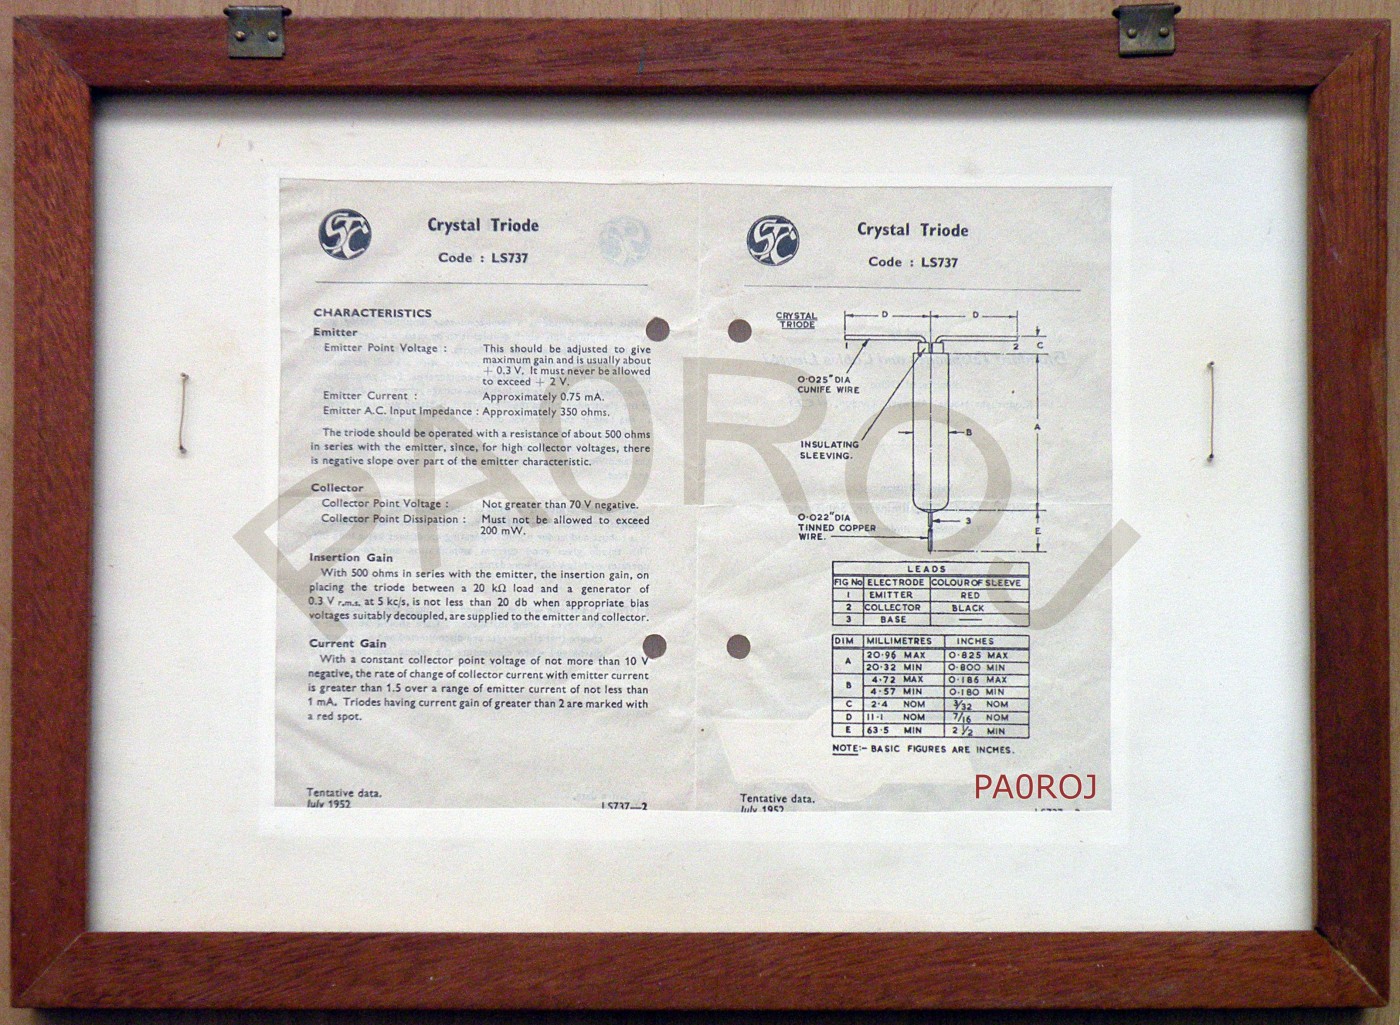 STC
Crystal Triode
Code : LS737
CHARACTERISTICS
Emitter
Emitter Point Voltage : This should be adjusted to give
maximum gain and is usually about
+ 0.3 V. It must never be allowed
to exceed + 2 V.
Emitter Current : Approximately 0.75 mA.
Emitter A.C. Input Impedance : Approximately 350 ohms.
The triode should be operated with a resistance of about 500 ohms
in series with the emitter, since, for high collector voltages, there
is negative slope over part of the emitter characteristic.
Collector
Collector Point Voltage : Not greater than 70 V negative.
Collector Point Dissipation : Must not be allowed to exceed
200 mW.
Insertion Gain
With 500 ohms in series with the emitter, the insertion gain, on
placing the triode between a 20 kΩ load and a generator of
0.3 V r.m.s. at 5 kc/s, is not less than 20 db when appropriate bias
voltages suitably decoupled, are supplied to the emitter and collector.
Current Gain
With a constant collector point voltage of not more than 10 V
negative, the rate of change of collector current with emitter current
is greater than 1.5 over a range of emitter current of not less than
1 mA. Triodes having current gain of greater than 2 are marked with
a red spot.
Tentative data.
July 1952 LS737—2
STC
Crystal Triode
Code : LS737
CRYSTAL
TRIODE
D D
1 2 C
0·025" DIA
CUNIFE WIRE
A
B
INSULATING
SLEEVING.
0·022" DIA
TINNED COPPER
WIRE.
3
E
LEADS
FIG No ELECTRODE COLOUR OF SLEEVE
1 EMITTER RED
2 COLLECTOR BLACK
3 BASE —
DIM MILLIMETRES INCHES
A 20·96 MAX 0·825 MAX
20·32 MIN 0·800 MIN
B 4·72 MAX 0·186 MAX
4·57 MIN 0·180 MIN
C 2·4 NOM 3/32 NOM
D 11·1 NOM 7/16 NOM
E 63·5 MIN 2 1/2 MIN
NOTE:- BASIC FIGURES ARE INCHES.
PA0ROJ
Tentative data.
July 1952
PA0ROJ